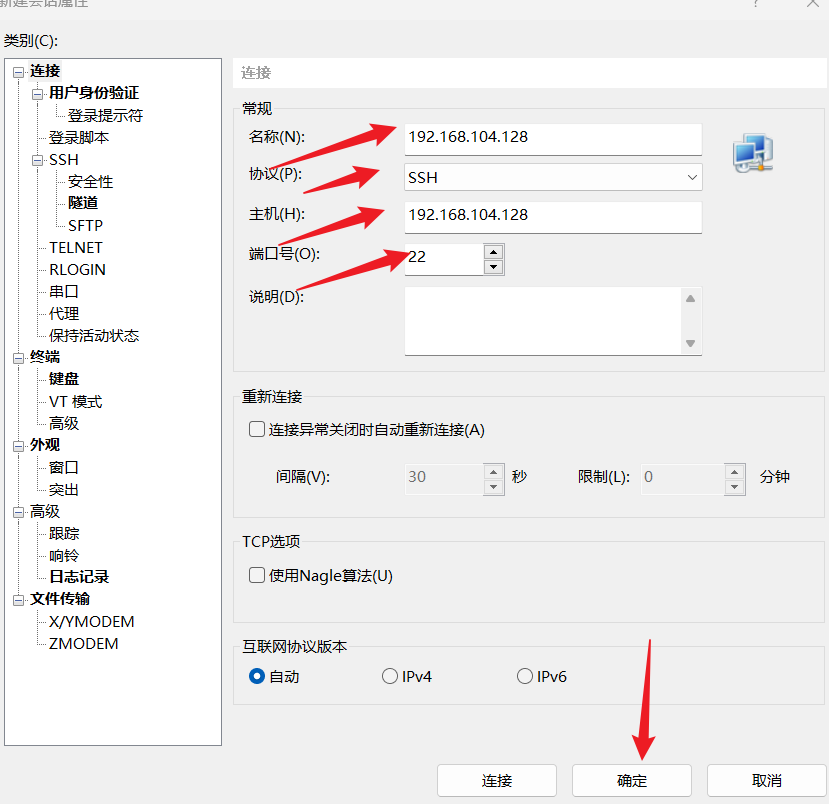 新建会话属性
?
类别(C):
连接
用户身份验证
登录提示符
登录脚本
SSH
安全性
隧道
SFTP
TELNET
RLOGIN
串口
代理
保持活动状态
终端
键盘
VT 模式
高级
外观
窗口
突出
高级
跟踪
响铃
日志记录
文件传输
X/YMODEM
ZMODEM
连接
常规
名称(N): 192.168.104.128
协议(P): SSH
主机(H): 192.168.104.128
端口号(O): 22
说明(D):
重新连接
连接异常关闭时自动重新连接(A)
间隔(V): 30 秒 限制(L): 0 分钟
TCP选项
使用Nagle算法(U)
互联网协议版本
自动 IPv4 IPv6
连接 确定 取消